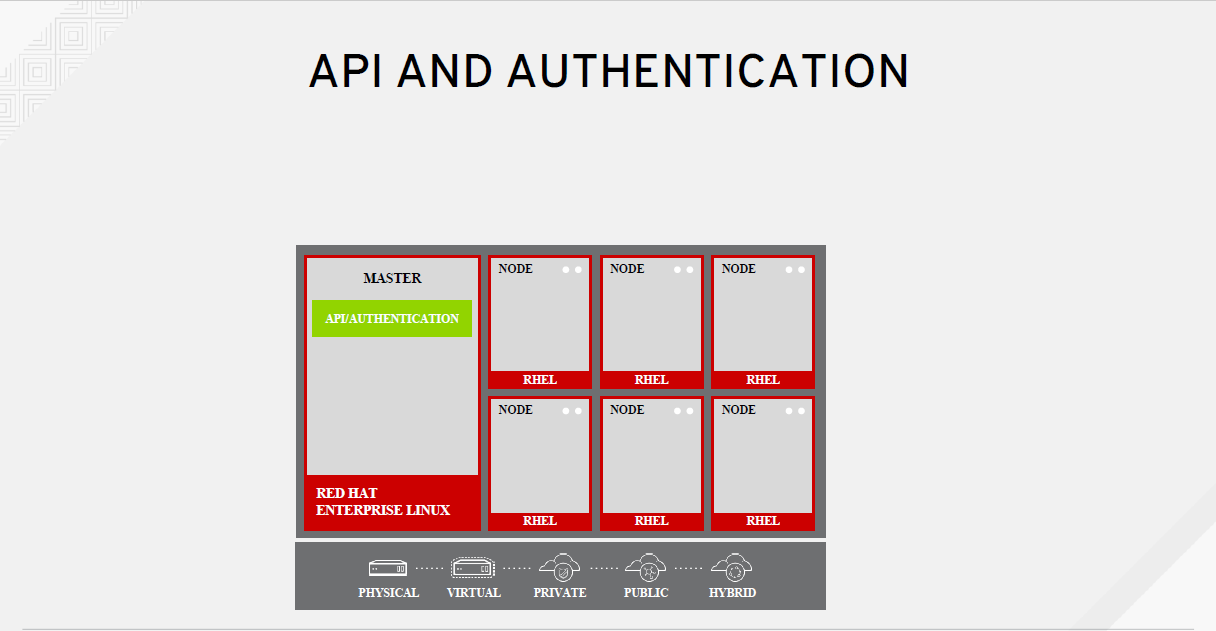 API AND AUTHENTICATION
MASTER
API/AUTHENTICATION
RED HAT
ENTERPRISE LINUX
NODE
NODE
NODE
RHEL
RHEL
RHEL
NODE
NODE
NODE
RHEL
RHEL
RHEL
PHYSICAL
VIRTUAL
PRIVATE
PUBLIC
HYBRID